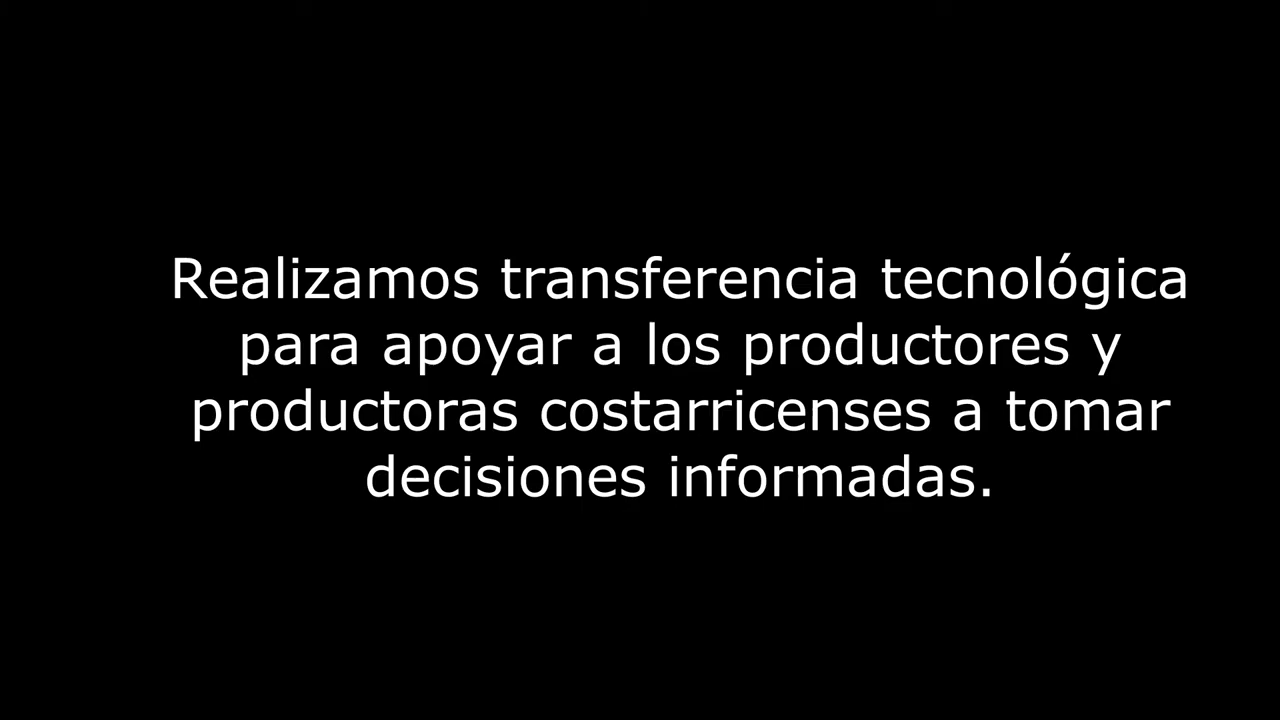 Realizamos transferencia tecnológica
para apoyar a los productores y
productoras costarricenses a tomar
decisiones informadas.